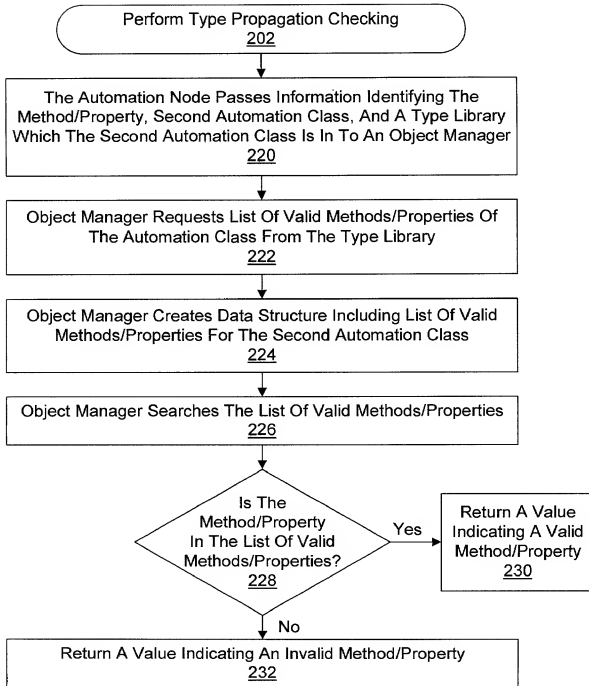 Perform Type Propagation Checking
202
The Automation Node Passes Information Identifying The
Method/Property, Second Automation Class, And A Type Library
Which The Second Automation Class Is In To An Object Manager
220
Object Manager Requests List Of Valid Methods/Properties Of
The Automation Class From The Type Library
222
Object Manager Creates Data Structure Including List Of Valid
Methods/Properties For The Second Automation Class
224
Object Manager Searches The List Of Valid Methods/Properties
226
Is The
Method/Property
In The List Of Valid
Methods/Properties?
228
Yes
Return A Value
Indicating A Valid
Method/Property
230
No
Return A Value Indicating An Invalid Method/Property
232